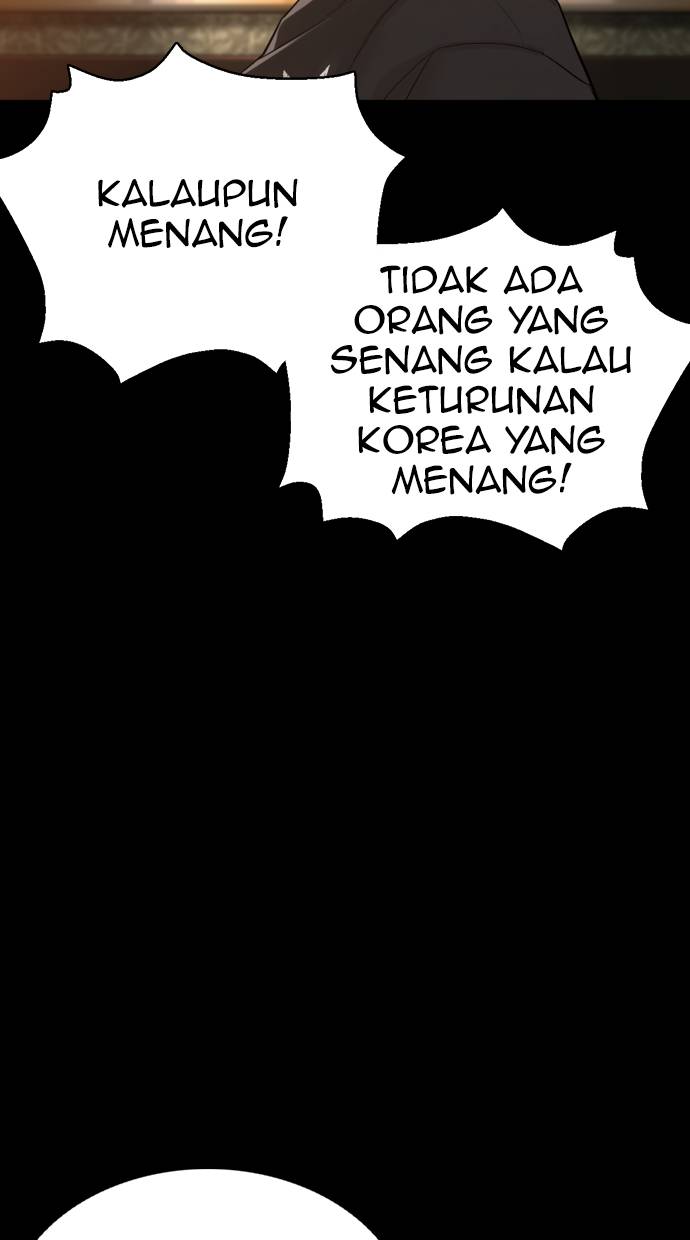 KALAUPUN
MENANG!
TIDAK ADA
ORANG YANG
SENANG KALAU
KETURUNAN
KOREA YANG
MENANG!